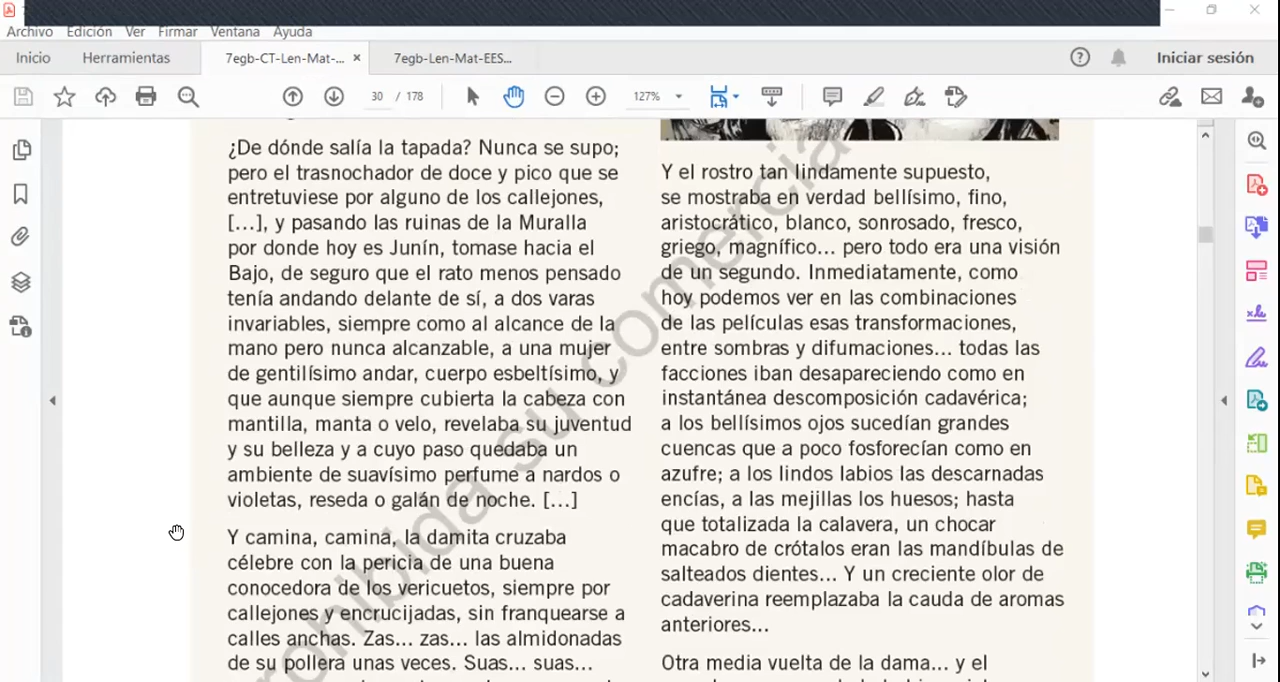 Archivo Edición Ver Firmar Ventana Ayuda
Inicio Herramientas 7egb-CT-Len-Mat-... × 7egb-Len-Mat-EES... Iniciar sesión
30 / 178 127%
¿De dónde salía la tapada? Nunca se supo;
pero el trasnochador de doce y pico que se
entretuviese por alguno de los callejones,
[...], y pasando las ruinas de la Muralla
por donde hoy es Junín, tomase hacia el
Bajo, de seguro que el rato menos pensado
tenía andando delante de sí, a dos varas
invariables, siempre como al alcance de la
mano pero nunca alcanzable, a una mujer
de gentilísimo andar, cuerpo esbeltísimo, y
que aunque siempre cubierta la cabeza con
mantilla, manta o velo, revelaba su juventud
y su belleza y a cuyo paso quedaba un
ambiente de suavísimo perfume a nardos o
violetas, reseda o galán de noche. [...]
Y camina, camina, la damita cruzaba
célebre con la pericia de una buena
conocedora de los vericuetos, siempre por
callejones y encrucijadas, sin franquearse a
calles anchas. Zas... zas... las almidonadas
de su pollera unas veces. Suas... suas...
Y el rostro tan lindamente supuesto,
se mostraba en verdad bellísimo, fino,
aristocrático, blanco, sonrosado, fresco,
griego, magnífico... pero todo era una visión
de un segundo. Inmediatamente, como
hoy podemos ver en las combinaciones
de las películas esas transformaciones,
entre sombras y difumaciones... todas las
facciones iban desapareciendo como en
instantánea descomposición cadavérica;
a los bellísimos ojos sucedían grandes
cuencas que a poco fosforecían como en
azufre; a los lindos labios las descarnadas
encías, a las mejillas los huesos; hasta
que totalizada la calavera, un chocar
macabro de crótalos eran las mandíbulas de
salteados dientes... Y un creciente olor de
cadaverina reemplazaba la cauda de aromas
anteriores...
Otra media vuelta de la dama... y el
ohibida su comercia